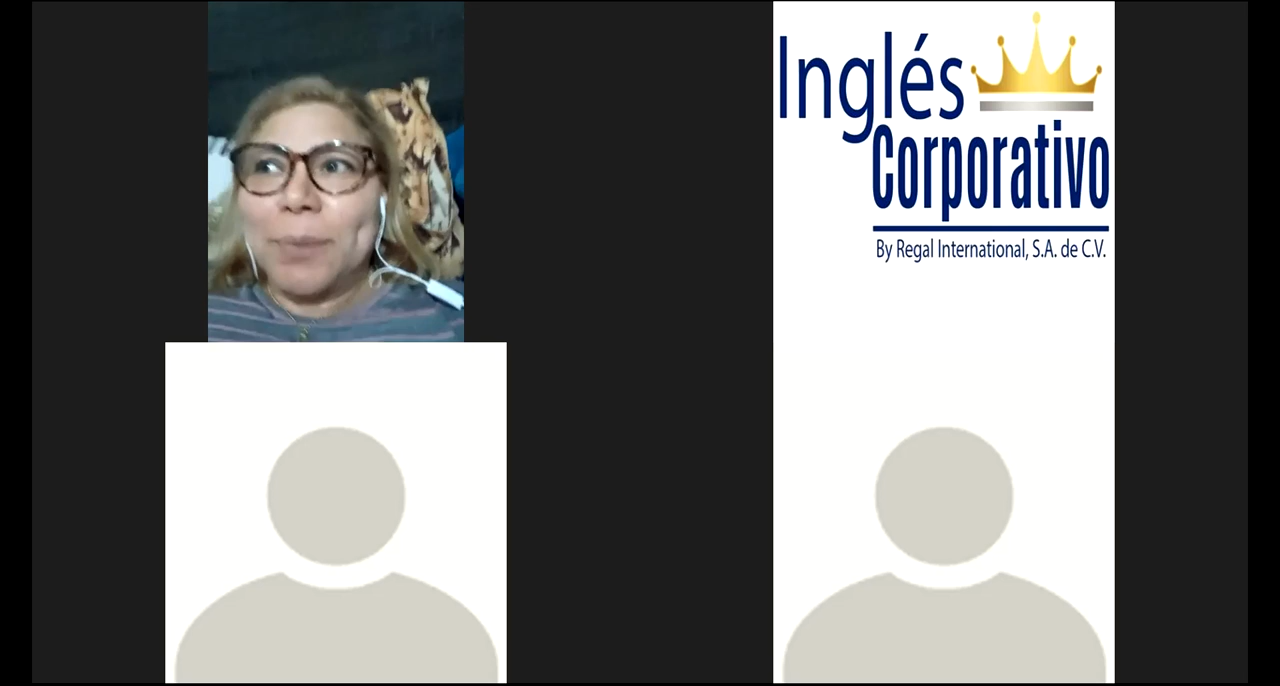 Inglés
Corporativo
By Regal International, S.A. de C.V.